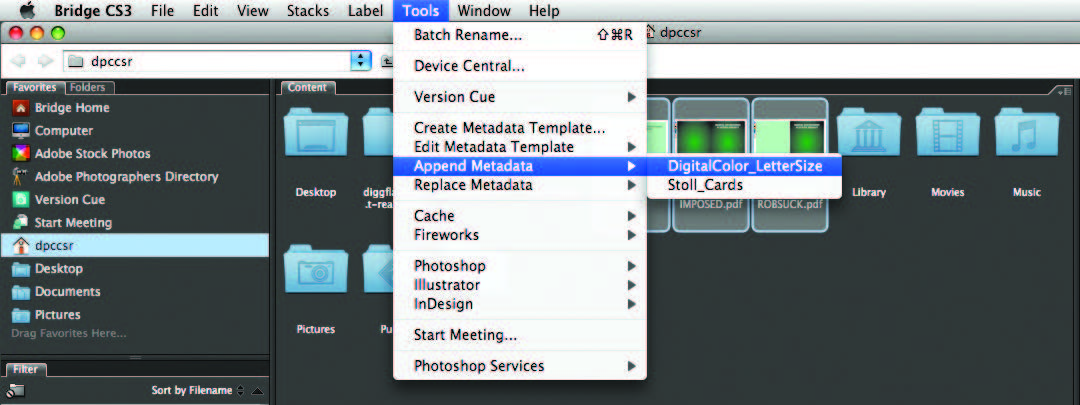 Bridge CS3 File Edit View Stacks Label Tools Window Help
dpccsr
dpccsr
Favorites Folders
Bridge Home
Computer
Adobe Stock Photos
Adobe Photographers Directory
Version Cue
Start Meeting
dpccsr
Desktop
Documents
Pictures
Drag Favorites Here...
Filter
Sort by Filename
Batch Rename... ⇧⌘R
Device Central...
Version Cue
Create Metadata Template...
Edit Metadata Template
Append Metadata
Replace Metadata
Cache
Fireworks
Photoshop
Illustrator
InDesign
Start Meeting...
Photoshop Services
DigitalColor_LetterSize
Stoll_Cards
Content
Desktop
diggfla
t-rea
IMPOSED.pdf
ROBSUCK.pdf
Library
Movies
Music
Pictures
Pu